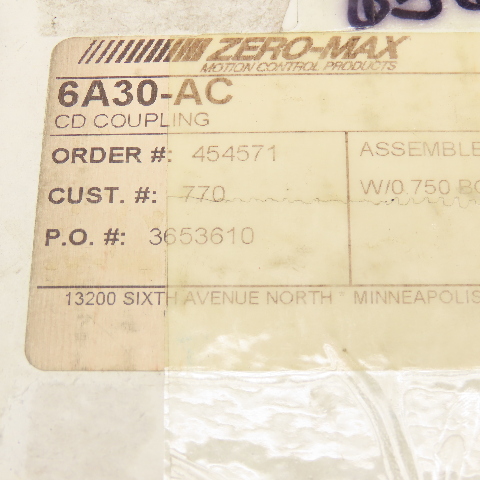 ZERO-MAX
MOTION CONTROL PRODUCTS
6A30-AC
CD COUPLING
ORDER #: 454571
ASSEMBLE
CUST. #: 770
W/0.750 BO
P.O. #: 3653610
13200 SIXTH AVENUE NORTH * MINNEAPOLIS